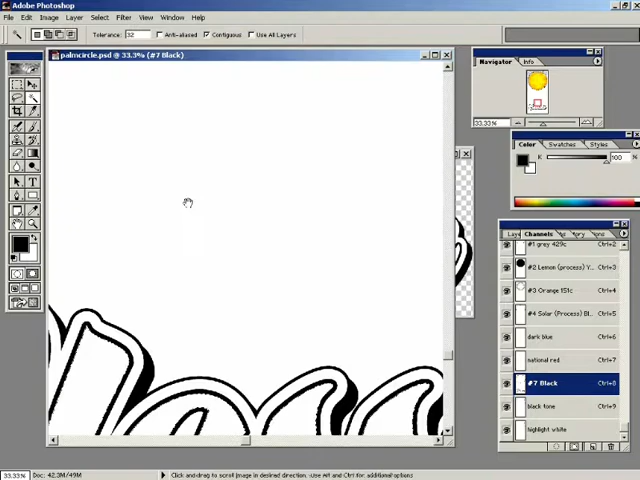 Adobe Photoshop
File Edit Image Layer Select Filter View Window Help
Tolerance: 32 Anti-aliased Contiguous Use All Layers
palmcircle.psd @ 33.3% (#7 Black)
Navigator Info
33.33%
Color Swatches Styles
K 100 %
Channels
#1 grey 429c Ctrl+2
#2 Lemon (process) Y... Ctrl+3
#3 Orange 151c Ctrl+4
#4 Solar (Process) Bl... Ctrl+5
dark blue Ctrl+6
national red Ctrl+7
#7 Black Ctrl+8
black tone Ctrl+9
highlight white
33.33% Doc: 42.3M/49M Click and drag to scroll image in desired direction. Use Alt and Ctrl for additional options